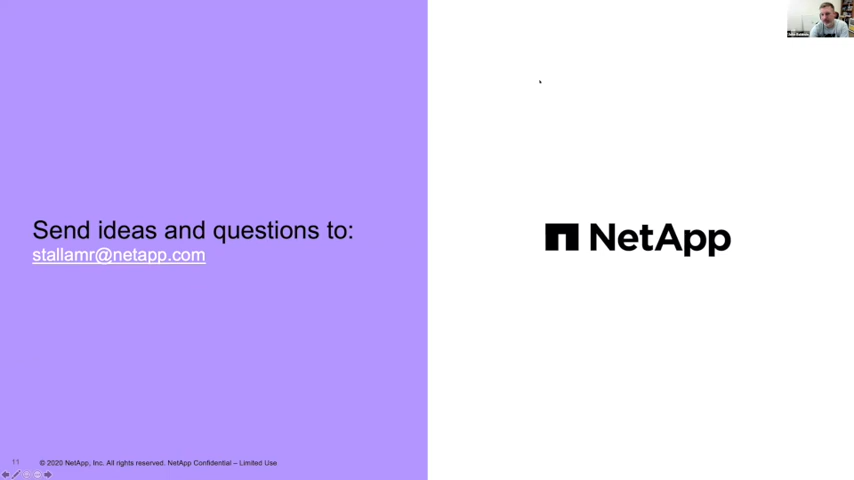 Send ideas and questions to:
stallamr@netapp.com
NetApp
11
© 2020 NetApp, Inc. All rights reserved. NetApp Confidential – Limited Use